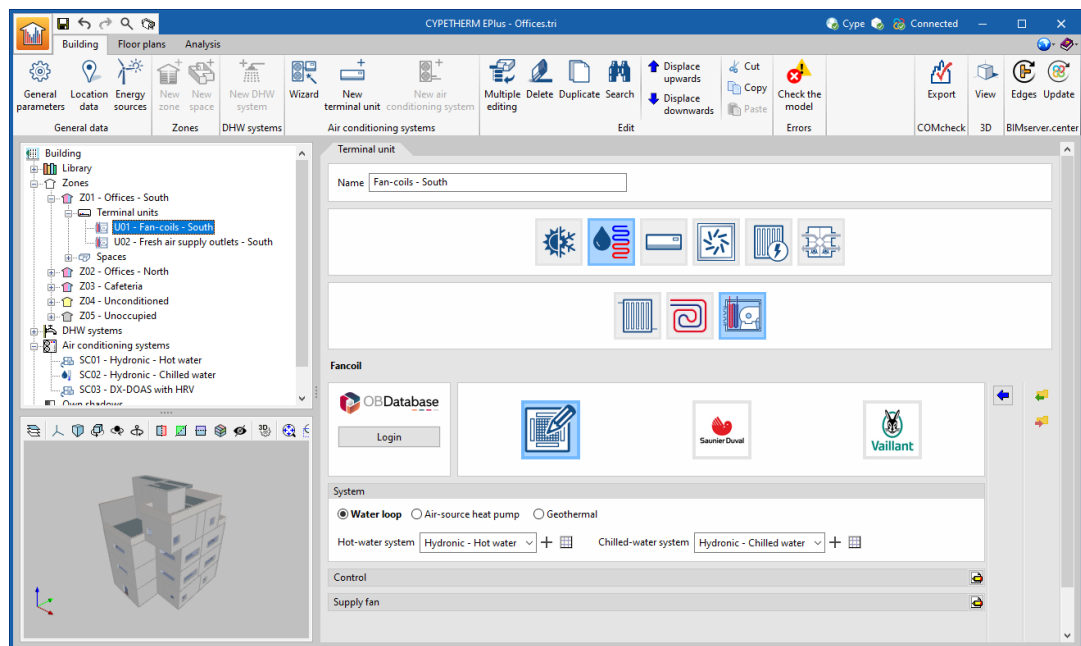 CYPETHERM EPlus - Offices.tri
Cype
Connected
Building Floor plans Analysis
General parameters
Location data
Energy sources
New zone
New space
New DHW system
Wizard
New terminal unit
New air conditioning system
Multiple editing
Delete
Duplicate
Search
Displace upwards
Displace downwards
Cut
Copy
Paste
Check the model
Export
View
Edges
Update
General data
Zones
DHW systems
Air conditioning systems
Edit
Errors
COMcheck
3D
BIMserver.center
Building
Library
Zones
Z01 - Offices - South
Terminal units
U01 - Fan-coils - South
U02 - Fresh air supply outlets - South
Spaces
Z02 - Offices - North
Z03 - Cafeteria
Z04 - Unconditioned
Z05 - Unoccupied
DHW systems
Air conditioning systems
SC01 - Hydronic - Hot water
SC02 - Hydronic - Chilled water
SC03 - DX-DOAS with HRV
Own shadows
3D
Terminal unit
Name Fan-coils - South
Fancoil
OBDatabase
Login
Saunier Duval
Vaillant
System
Water loop Air-source heat pump Geothermal
Hot-water system Hydronic - Hot water Chilled-water system Hydronic - Chilled water
Control
Supply fan